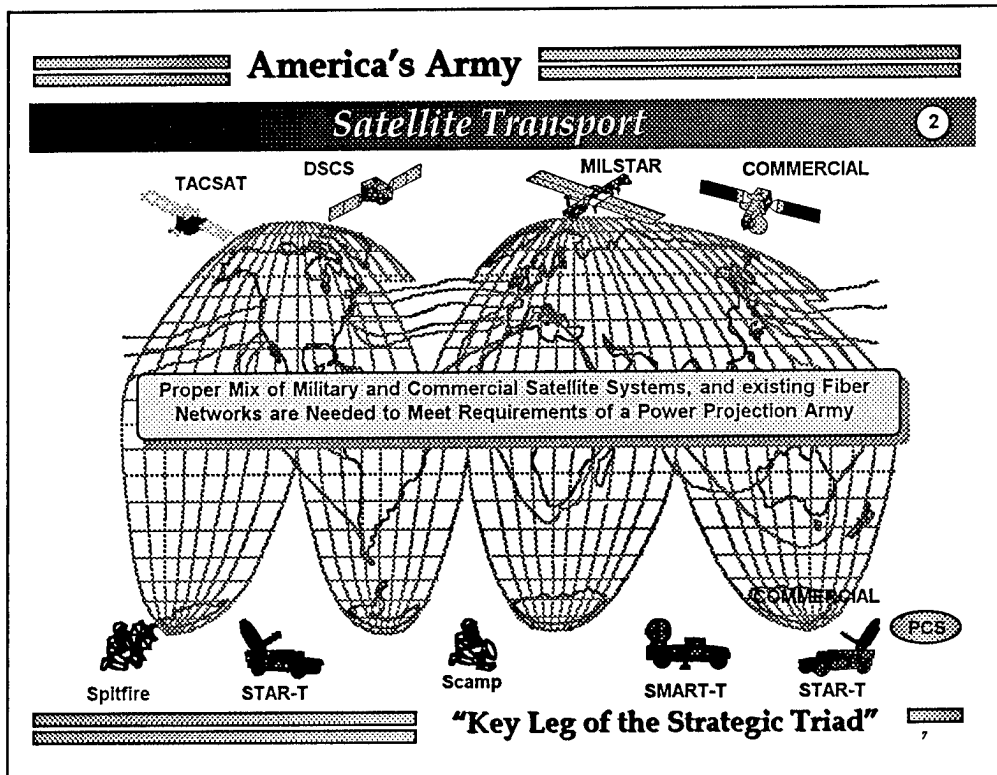 America's Army
Satellite Transport
2
TACSAT
DSCS
MILSTAR
COMMERCIAL
Proper Mix of Military and Commercial Satellite Systems, and existing Fiber
Networks are Needed to Meet Requirements of a Power Projection Army
COMMERCIAL
PCS
Spitfire
STAR-T
Scamp
SMART-T
STAR-T
"Key Leg of the Strategic Triad"
7